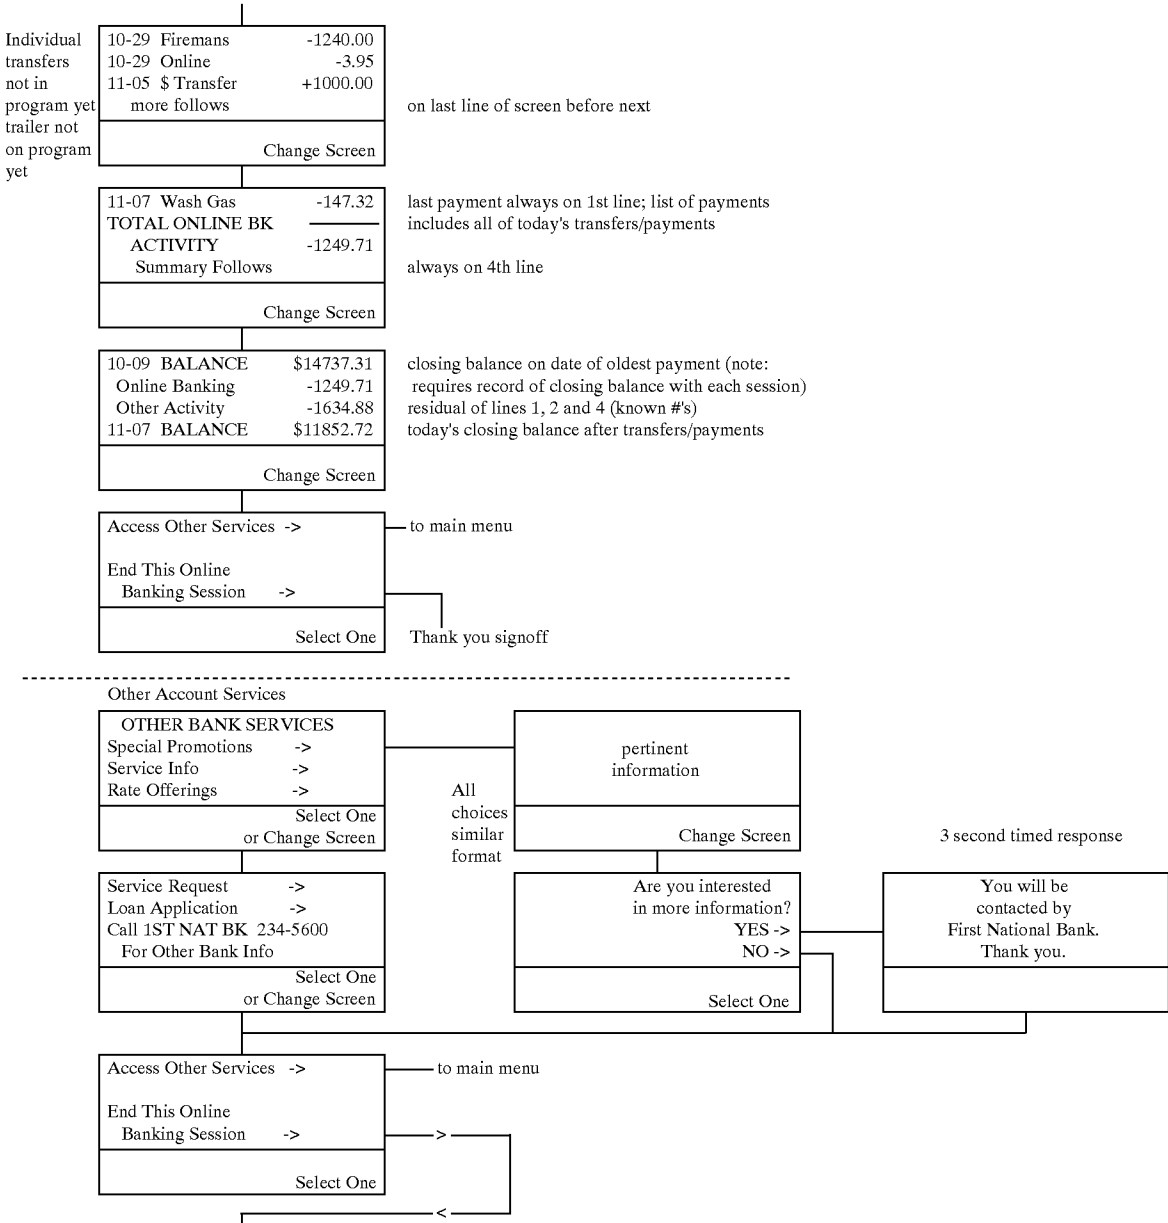 Individual
transfers
not in
program yet
trailer not
on program
yet
10-29 Firemans -1240.00
10-29 Online -3.95
11-05 $ Transfer +1000.00
more follows
on last line of screen before next
Change Screen
11-07 Wash Gas -147.32
last payment always on 1st line; list of payments
TOTAL ONLINE BK
includes all of today's transfers/payments
ACTIVITY -1249.71
Summary Follows
always on 4th line
Change Screen
10-09 BALANCE $14737.31
closing balance on date of oldest payment (note:
Online Banking -1249.71
requires record of closing balance with each session)
Other Activity -1634.88
residual of lines 1, 2 and 4 (known #'s)
11-07 BALANCE $11852.72
today's closing balance after transfers/payments
Change Screen
Access Other Services ->
to main menu
End This Online
Banking Session ->
Select One
Thank you signoff
Other Account Services
OTHER BANK SERVICES
Special Promotions ->
Service Info ->
Rate Offerings ->
Select One
or Change Screen
All
choices
similar
format
pertinent
information
Change Screen
3 second timed response
Service Request ->
Loan Application ->
Call 1ST NAT BK 234-5600
For Other Bank Info
Select One
or Change Screen
Are you interested
in more information?
YES ->
NO ->
Select One
You will be
contacted by
First National Bank.
Thank you.
Access Other Services ->
to main menu
End This Online
Banking Session ->
>
Select One
<